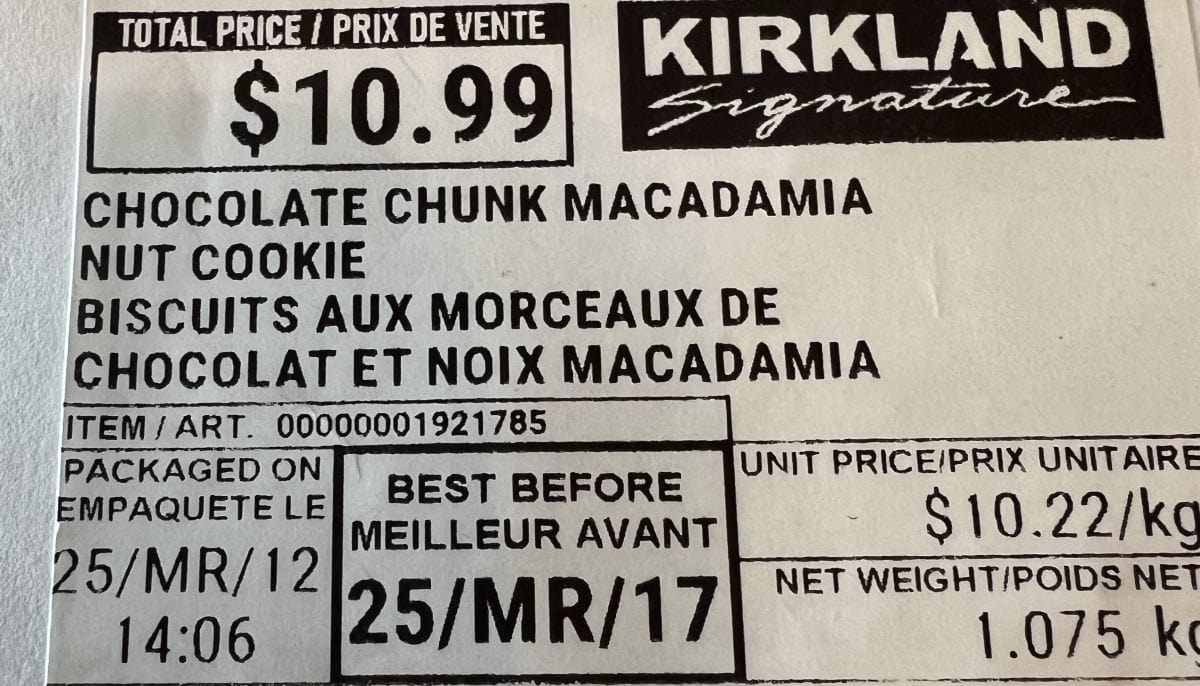 TOTAL PRICE / PRIX DE VENTE
$10.99
KIRKLAND
Signature
CHOCOLATE CHUNK MACADAMIA
NUT COOKIE
BISCUITS AUX MORCEAUX DE
CHOCOLAT ET NOIX MACADAMIA
ITEM / ART. 00000001921785
PACKAGED ON
EMPAQUETE LE
25/MR/12
14:06
BEST BEFORE
MEILLEUR AVANT
25/MR/17
UNIT PRICE/PRIX UNITAIRE
$10.22/kg
NET WEIGHT/POIDS NET
1.075 kg